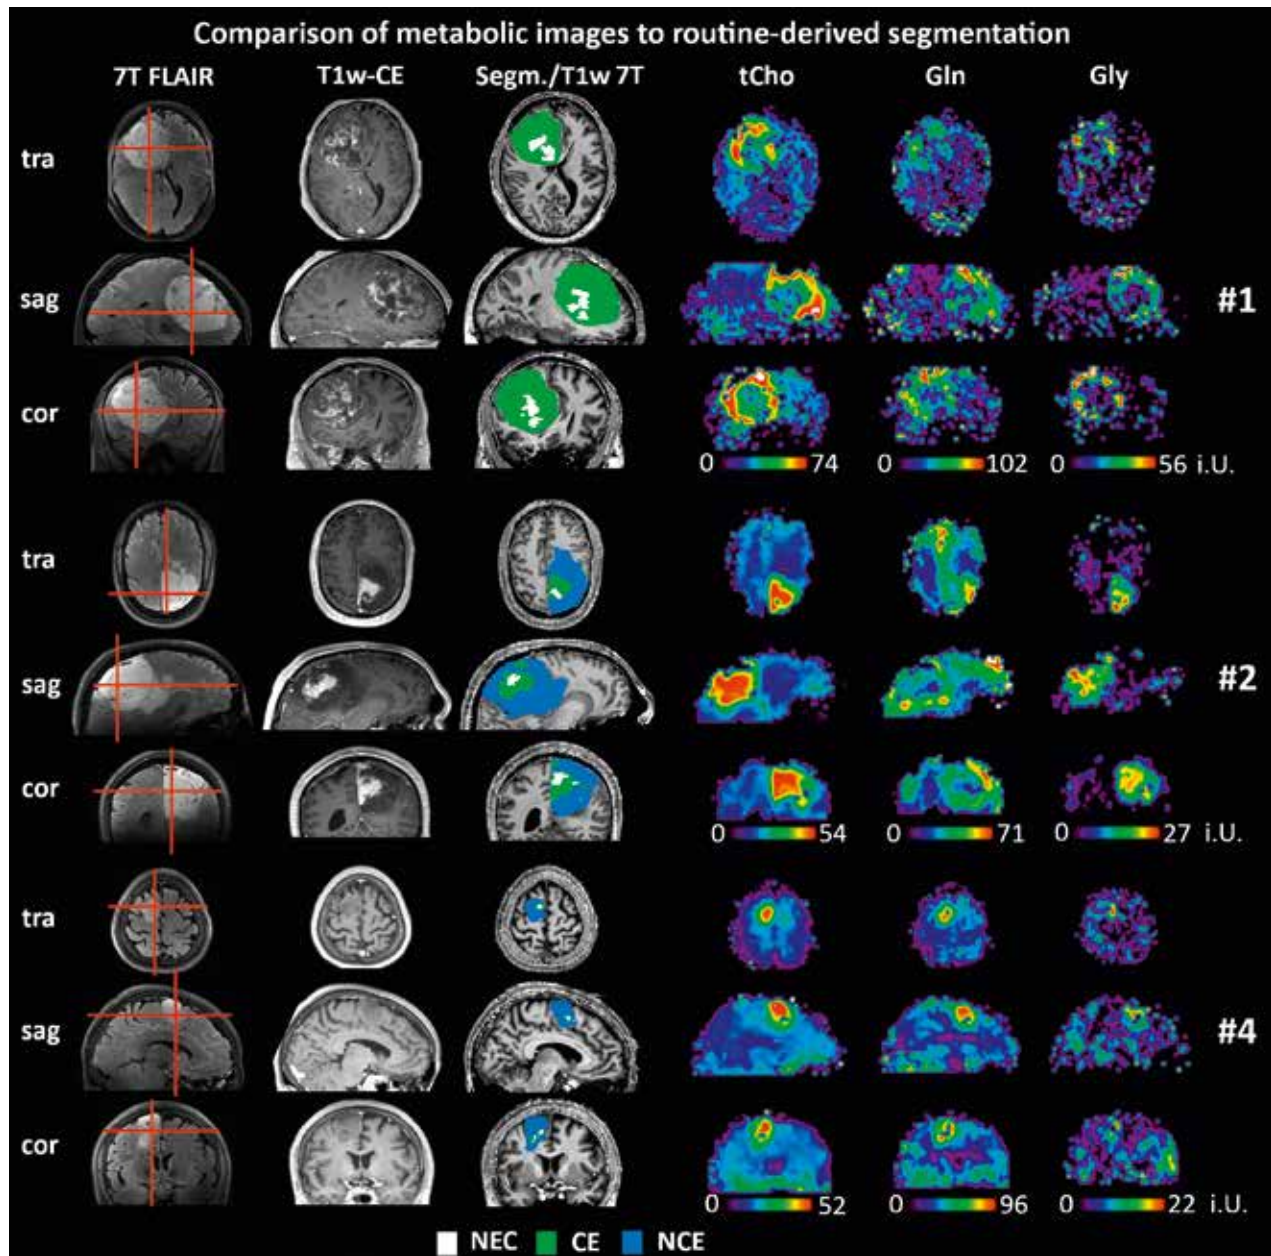 Comparison of metabolic images to routine-derived segmentation
7T FLAIR T1w-CE Segm./T1w 7T tCho Gln Gly
tra
sag #1
cor
0 74 0 102 0 56 i.U.
tra
sag #2
cor
0 54 0 71 0 27 i.U.
tra
sag #4
cor
0 52 0 96 0 22 i.U.
NEC CE NCE